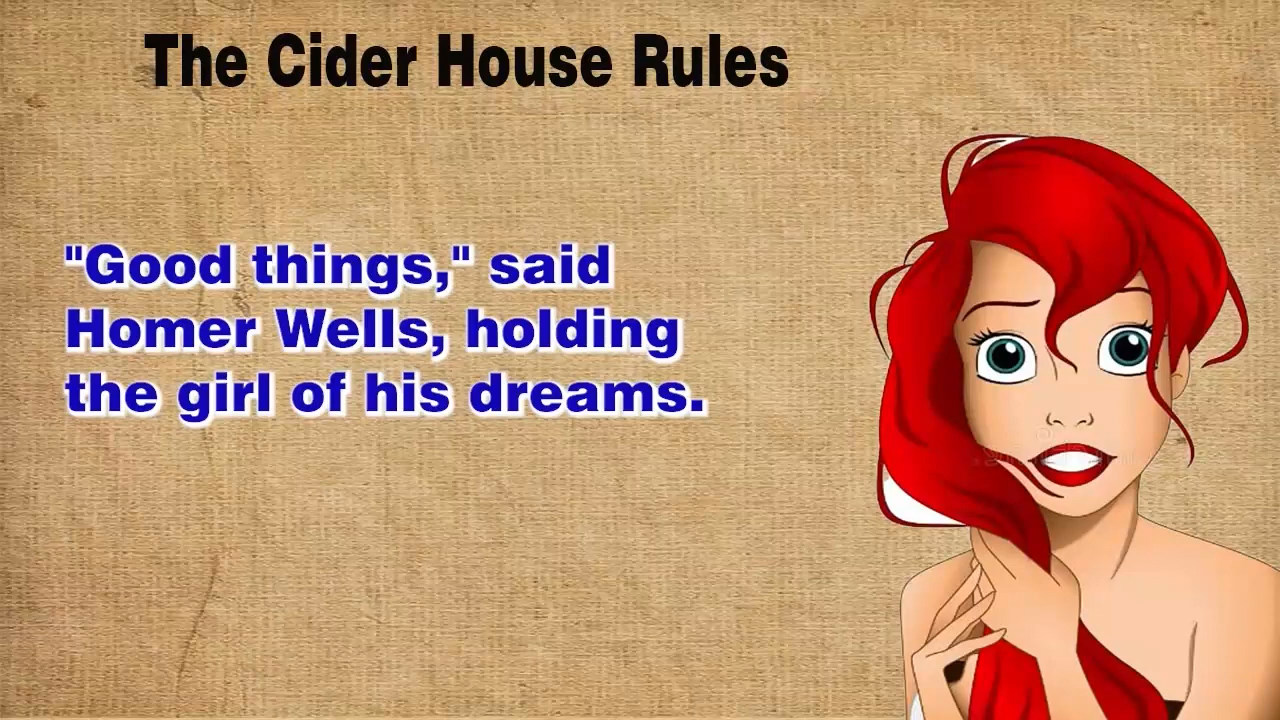 The Cider House Rules
"Good things," said
Homer Wells, holding
the girl of his dreams.